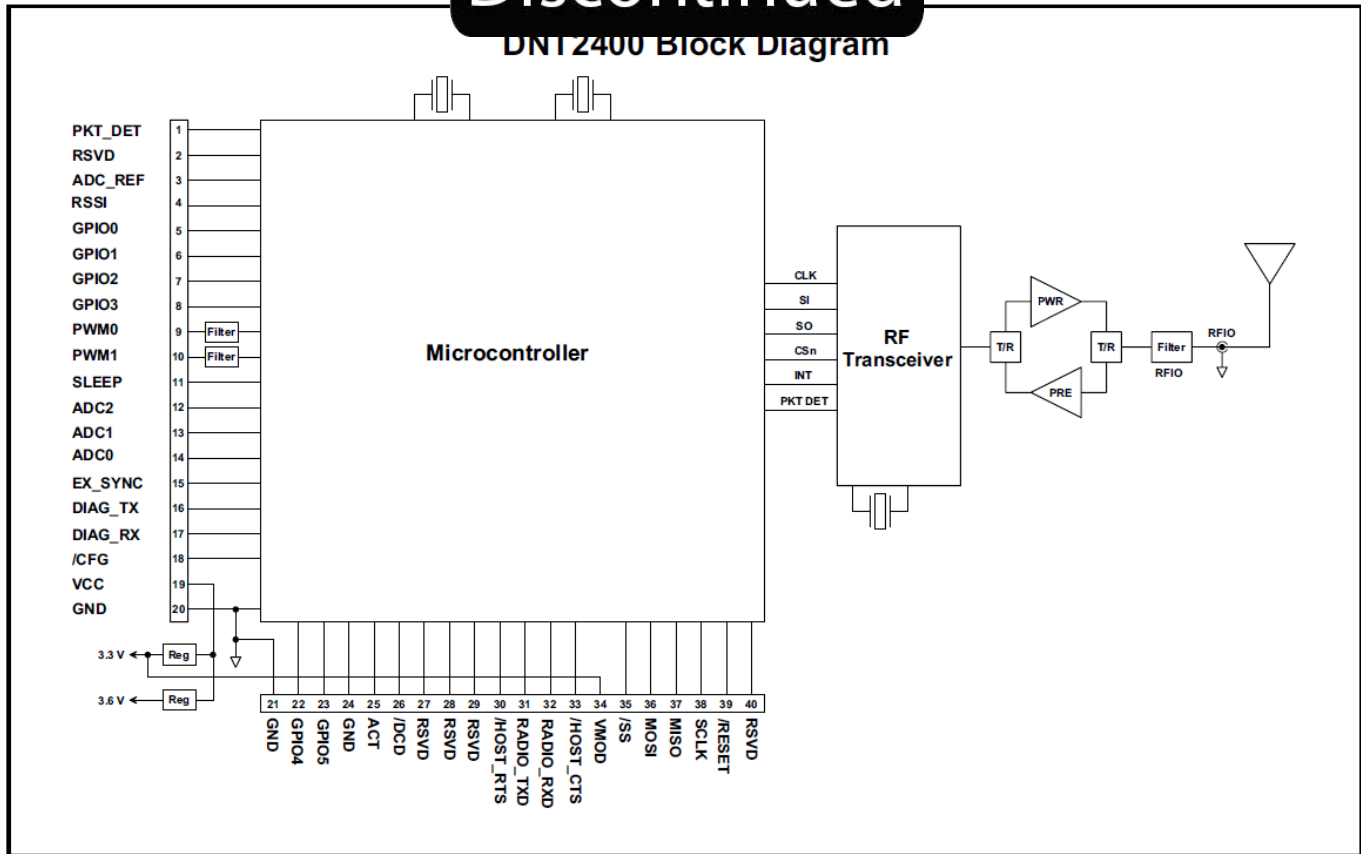 Discontinued
DNT2400 Block Diagram
PKT_DET 1
RSVD 2
ADC_REF 3
RSSI 4
GPIO0 5
GPIO1 6
GPIO2 7
GPIO3 8
PWM0 9 Filter
PWM1 10 Filter
SLEEP 11
ADC2 12
ADC1 13
ADC0 14
EX_SYNC 15
DIAG_TX 16
DIAG_RX 17
/CFG 18
VCC 19
GND 20
Microcontroller
CLK
SI
SO
CSn
INT
PKT DET
RF
Transceiver
T/R
PWR
PRE
T/R
Filter
RFIO
RFIO
3.3 V Reg
3.6 V Reg
21 GND
22 GPIO4
23 GPIO5
24 GND
25 ACT
26 /DCD
27 RSVD
28 RSVD
29 RSVD
30 /HOST_RTS
31 RADIO_TXD
32 RADIO_RXD
33 /HOST_CTS
34 VMOD
35 /SS
36 MOSI
37 MISO
38 SCLK
39 /RESET
40 RSVD